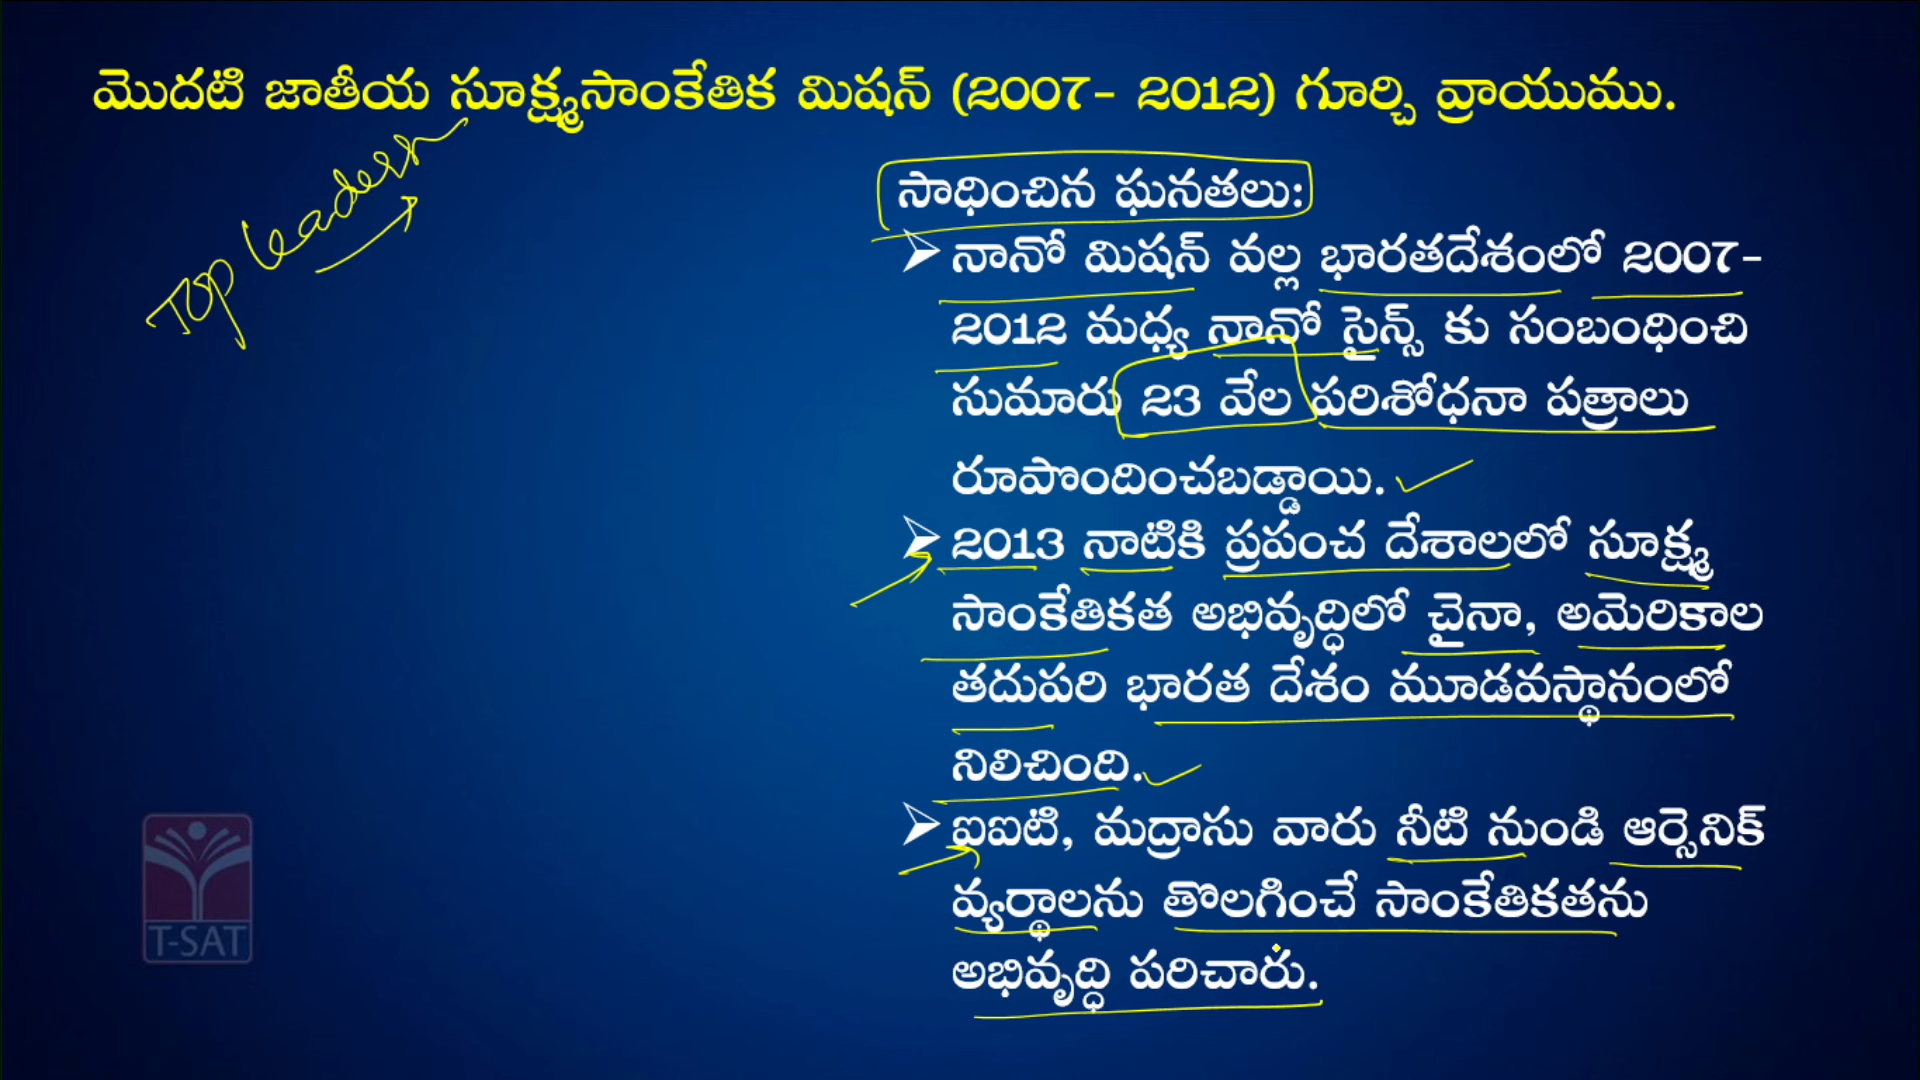 మొదటి జాతీయ సూక్ష్మసాంకేతిక మిషన్ (2007- 2012) గూర్చి వ్రాయుము.
Top Leaders
సాధించిన ఘనతలు:
నానో మిషన్ వల్ల భారతదేశంలో 2007-
2012 మధ్య నానో సైన్స్ కు సంబంధించి
సుమారు 23 వేల పరిశోధనా పత్రాలు
రూపొందించబడ్డాయి.
2013 నాటికి ప్రపంచ దేశాలలో సూక్ష్మ
సాంకేతికత అభివృద్ధిలో చైనా, అమెరికాల
తదుపరి భారత దేశం మూడవస్థానంలో
నిలిచింది.
ఐఐటి, మద్రాసు వారు నీటి నుండి ఆర్సెనిక్
వ్యర్థాలను తొలగించే సాంకేతికతను
అభివృద్ధి పరిచారు.
T-SAT